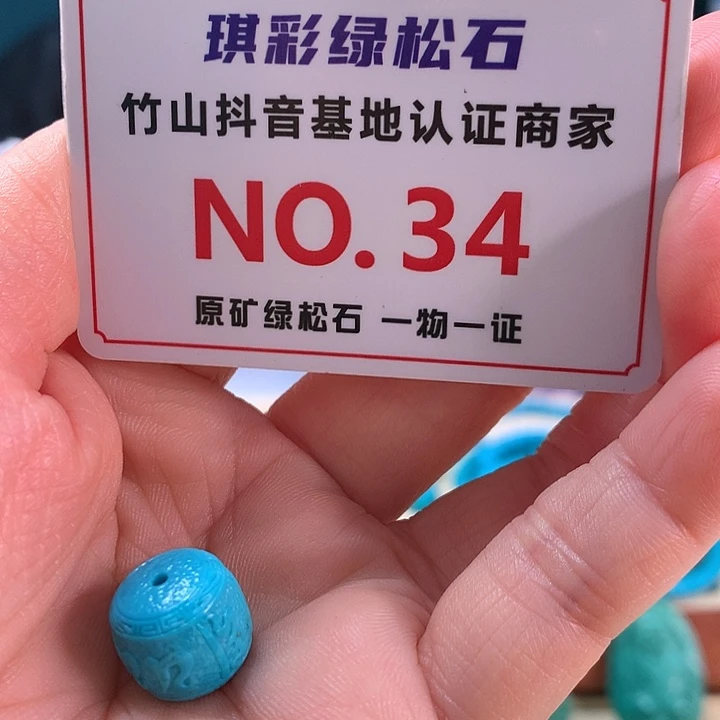 琪彩绿松石
竹山抖音基地认证商家
NO.34
原矿绿松石 一物一证